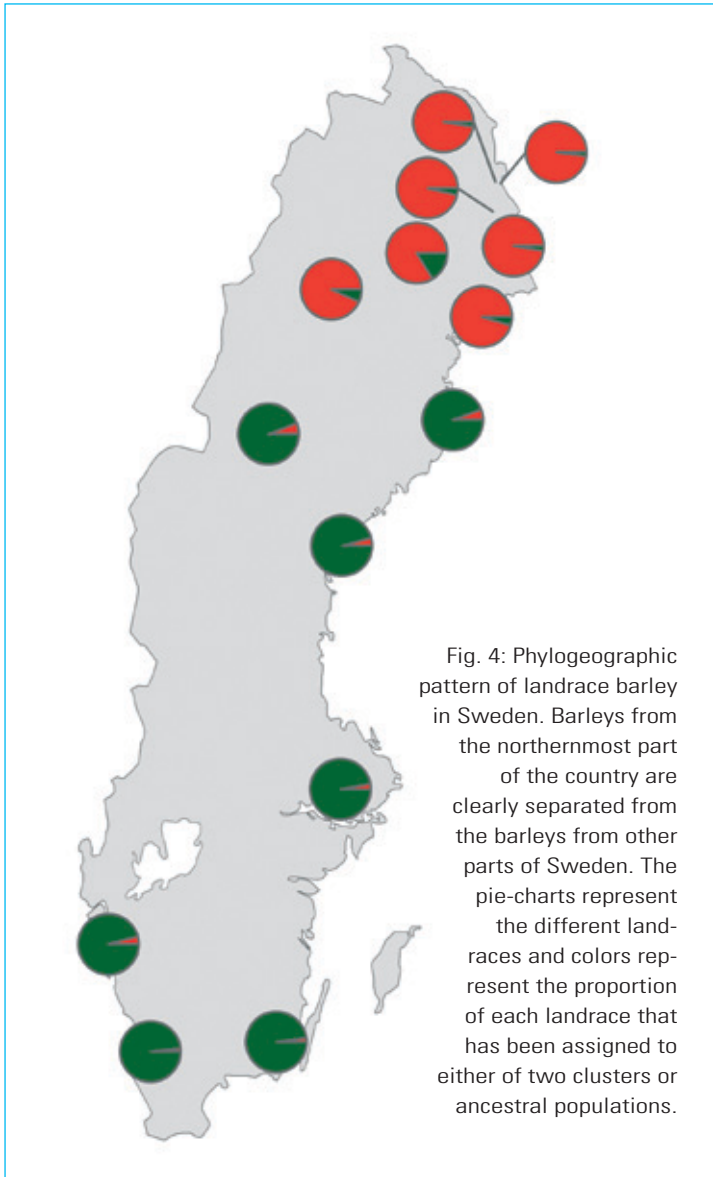 Fig. 4: Phylogeographic
pattern of landrace barley
in Sweden. Barleys from
the northernmost part
of the country are
clearly separated from
the barleys from other
parts of Sweden. The
pie-charts represent
the different land-
races and colors rep-
resent the proportion
of each landrace that
has been assigned to
either of two clusters or
ancestral populations.